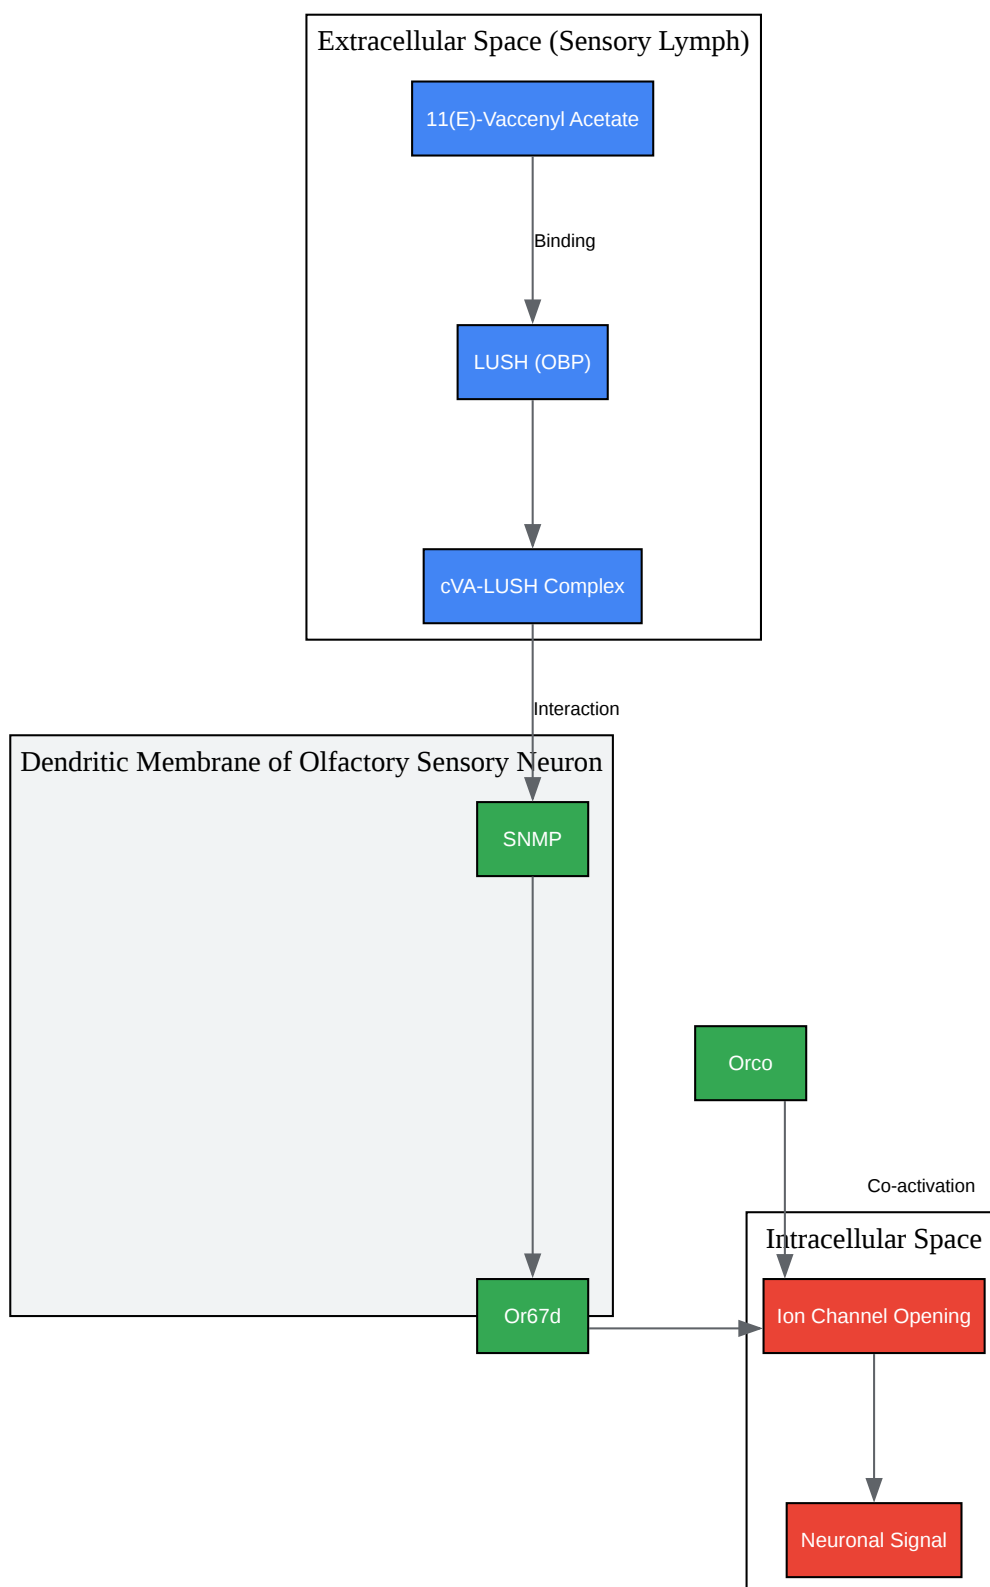 Extracellular Space (Sensory Lymph)
11(E)-Vaccenyl Acetate
Binding
LUSH (OBP)
cVA-LUSH Complex
Interaction
Dendritic Membrane of Olfactory Sensory Neuron
SNMP
Orco
Co-activation
Intracellular Space
Or67d
Ion Channel Opening
Neuronal Signal